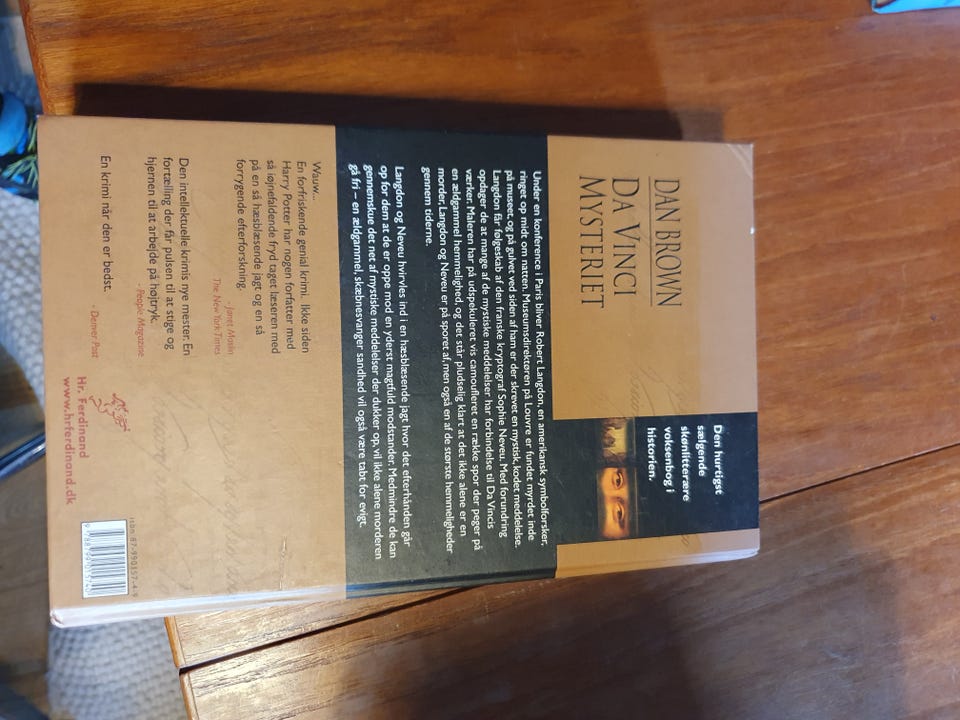 DAN BROWN
DA VINCI
MYSTERIET
Den hurtigst
sælgende
skønlitterære
voksenbog i
historien.
Under en konference i Paris bliver Robert Langdon, en amerikansk symbolforsker,
ringet op midt om natten. Museumsdirektøren på Louvre er fundet myrdet inde
på museet, og på gulvet ved siden af ham er der skrevet en mystisk, kodet meddelelse.
Langdon får følgeskab af den franske kryptograf Sophie Neveu. Med forundring
opdager de at mange af de mystiske meddelelser har forbindelse til Da Vincis
værker. Maleren har på udspekuleret vis camoufleret en række spor der peger på
en ældgammel hemmelighed, og det står pludselig klart at det ikke alene er en
morder, Langdon og Neveu er på sporet af, men også en af de største hemmeligheder
gennem tiderne.
Langdon og Neveu hvirvles ind i en hæsblæsende jagt hvor det efterhånden går
op for dem at de er oppe mod en yderst magtfuld modstander. Medmindre de kan
gennemskue det net af mystiske meddelelser der dukker op, vil ikke alene morderen
gå fri – en ældgammel, skæbnesvanger sandhed vil også være tabt for evigt.
Wauw...
En forfriskende genial krimi. Ikke siden
Harry Potter har nogen forfatter med
så iøjnefaldende fryd taget læseren med
på en så hæsblæsende jagt og en så
forrygende efterforskning.
- Janet Maslin
The New York Times
Den intellektuelle krimis nye mester. En
fortælling der får pulsen til at stige og
hjernen til at arbejde på højtryk.
- People Magazine
En krimi når den er bedst.
- Denver Post
Hr. Ferdinand
www.hrferdinand.dk
ISBN 87-990157-4-9
9 788799 015740